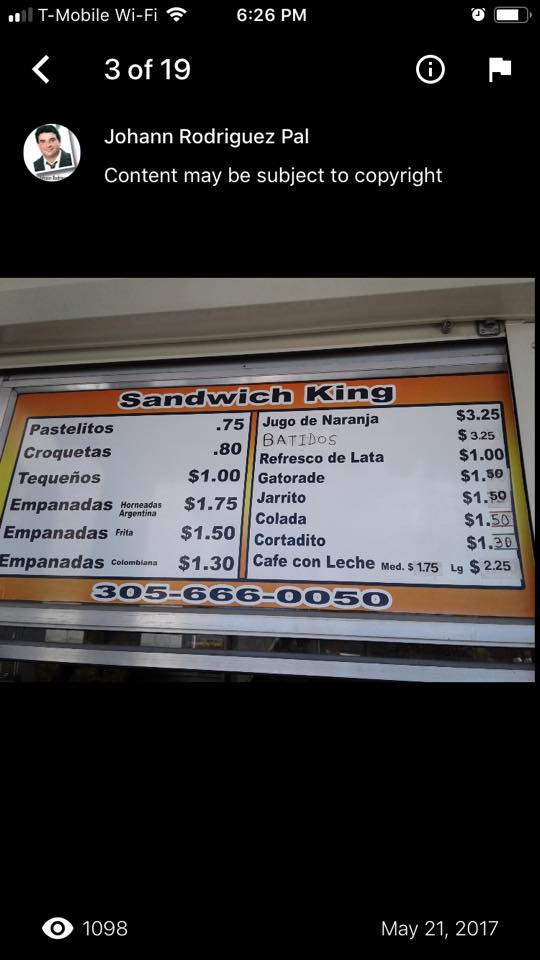 T-Mobile Wi-Fi 6:26 PM
3 of 19
Johann Rodriguez Pal
Content may be subject to copyright
Sandwich King
Pastelitos .75
Croquetas .80
Tequeños $1.00
Empanadas Horneadas Argentina $1.75
Empanadas Frita $1.50
Empanadas Colombiana $1.30
Jugo de Naranja $3.25
BATIDOS $3.25
Refresco de Lata $1.00
Gatorade $1.50
Jarrito $1.50
Colada $1.50
Cortadito $1.30
Cafe con Leche Med. $1.75 Lg $2.25
305-666-0050
1098 May 21, 2017